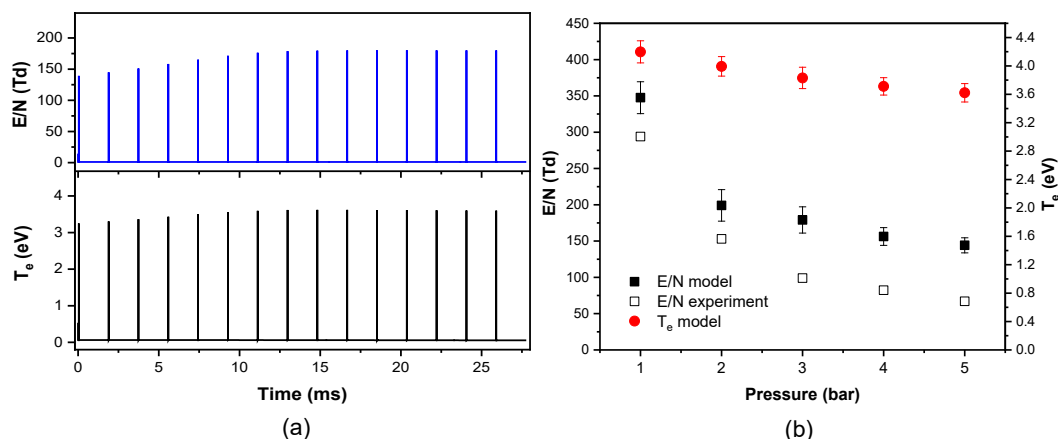 (a)
E/N (Td)
200
150
100
50
0
T_e (eV)
4
3
2
1
0
0 5 10 15 20 25
Time (ms)
(a)
E/N (Td)
450
400
350
300
250
200
150
100
50
0
E/N model
E/N experiment
T_e model
1 2 3 4 5
Pressure (bar)
4.4
4.0
3.6
3.2
2.8
2.4
2.0
1.6
1.2
0.8
0.4
0.0
T_e (eV)
(b)
(b)